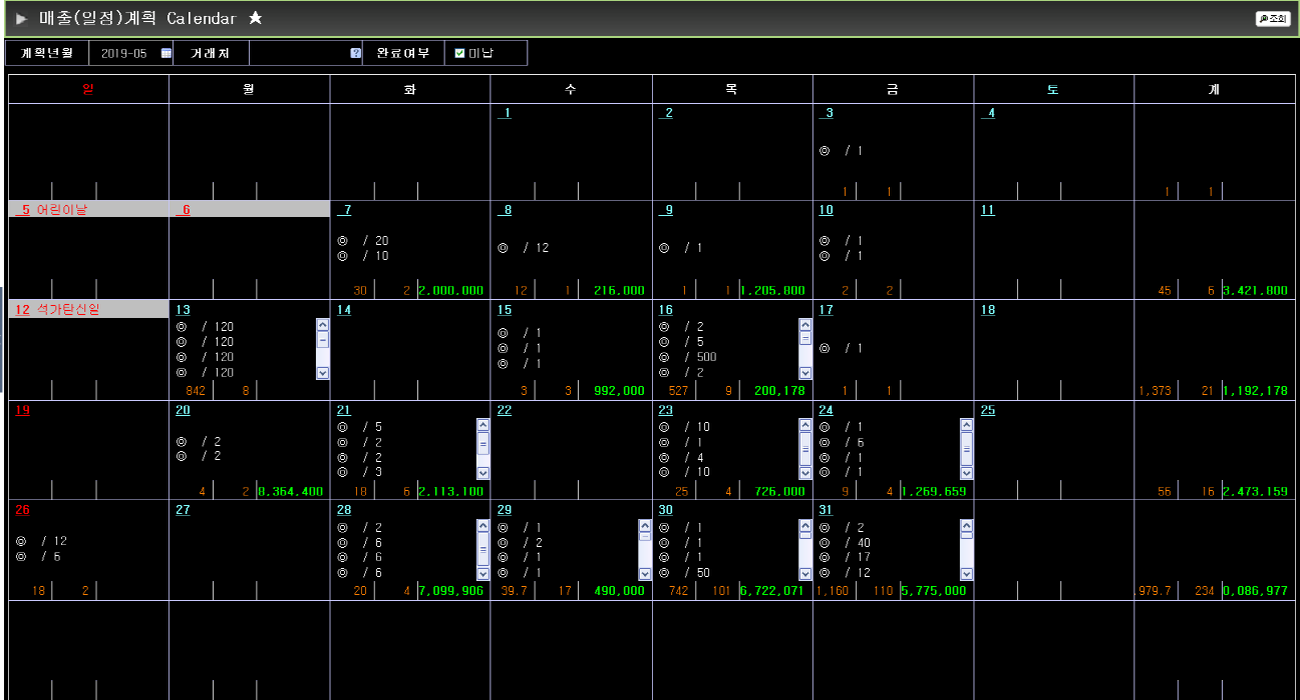 ▶ 매출(일정)계획 Calendar ★ 조회
계획년월 2019-05 거래처 완료여부 미납
일 월 화 수 목 금 토 계
1 2 3 4
◎ / 1
1 1 1 1
5 어린이날 6 7 8 9 10 11
◎ / 20 ◎ / 12 ◎ / 1 ◎ / 1
◎ / 10 ◎ / 1
30 2 2,000,000 12 1 216,000 1 1 1,205,800 2 2 45 6 3,421,800
12 석가탄신일 13 14 15 16 17 18
◎ / 120 ◎ / 1 ◎ / 2 ◎ / 1
◎ / 120 ◎ / 1 ◎ / 5
◎ / 120 ◎ / 1 ◎ / 500
◎ / 120 ◎ / 2
842 8 3 3 992,000 527 9 200,178 1 1 1,373 21 1,192,178
19 20 21 22 23 24 25
◎ / 2 ◎ / 5 ◎ / 10 ◎ / 1
◎ / 2 ◎ / 2 ◎ / 1 ◎ / 6
◎ / 2 ◎ / 4 ◎ / 1
◎ / 3 ◎ / 10 ◎ / 1
4 2 8,364,400 18 6 2,113,100 25 4 726,000 9 4 1,269,659 56 16 2,473,159
26 27 28 29 30 31
◎ / 12 ◎ / 2 ◎ / 1 ◎ / 1 ◎ / 2
◎ / 6 ◎ / 6 ◎ / 2 ◎ / 1 ◎ / 40
◎ / 6 ◎ / 1 ◎ / 1 ◎ / 17
◎ / 6 ◎ / 1 ◎ / 50 ◎ / 12
18 2 20 4 7,099,906 39.7 17 490,000 742 101 6,722,071 1,160 110 5,775,000 .979.7 234 0,086,977